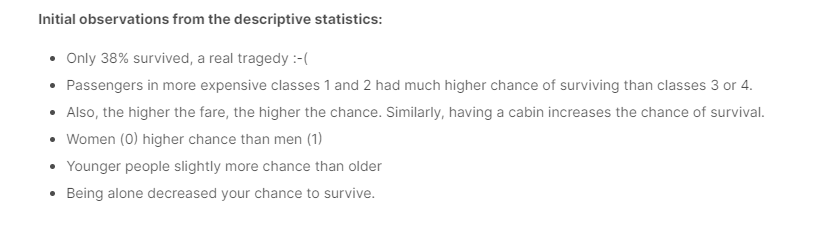 Initial observations from the descriptive statistics:
Only 38% survived, a real tragedy :-(
Passengers in more expensive classes 1 and 2 had much higher chance of surviving than classes 3 or 4.
Also, the higher the fare, the higher the chance. Similarly, having a cabin increases the chance of survival.
Women (0) higher chance than men (1)
Younger people slightly more chance than older
Being alone decreased your chance to survive.